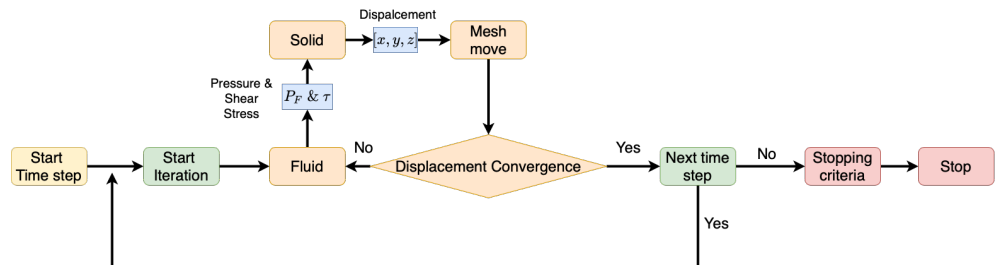 Dispalcement
Solid
[x, y, z]
Mesh
move
Pressure &
Shear
Stress
P_F & τ
Start
Time step
Start
Iteration
Fluid
No
Displacement Convergence
Yes
Next time
step
No
Stopping
criteria
Stop
Yes